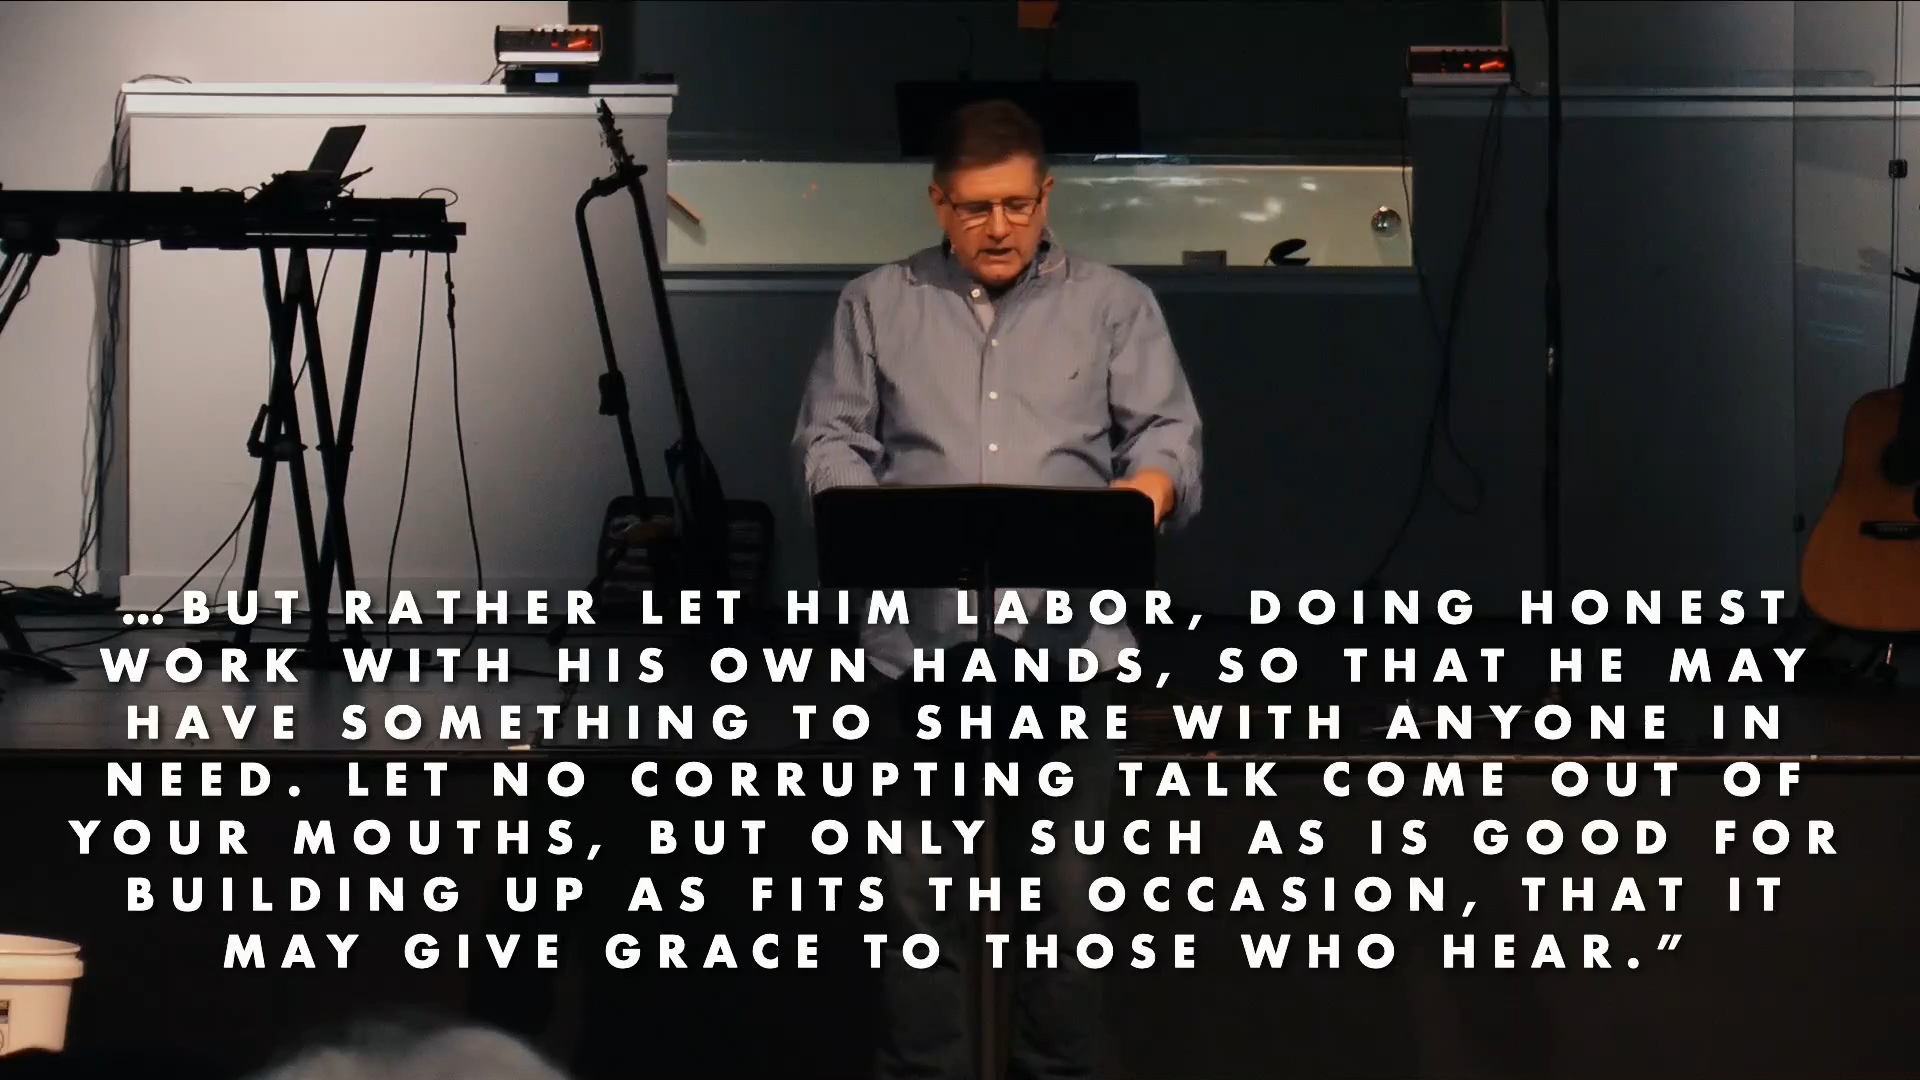 …BUT RATHER LET HIM LABOR, DOING HONEST
WORK WITH HIS OWN HANDS, SO THAT HE MAY
HAVE SOMETHING TO SHARE WITH ANYONE IN
NEED. LET NO CORRUPTING TALK COME OUT OF
YOUR MOUTHS, BUT ONLY SUCH AS IS GOOD FOR
BUILDING UP AS FITS THE OCCASION, THAT IT
MAY GIVE GRACE TO THOSE WHO HEAR.”